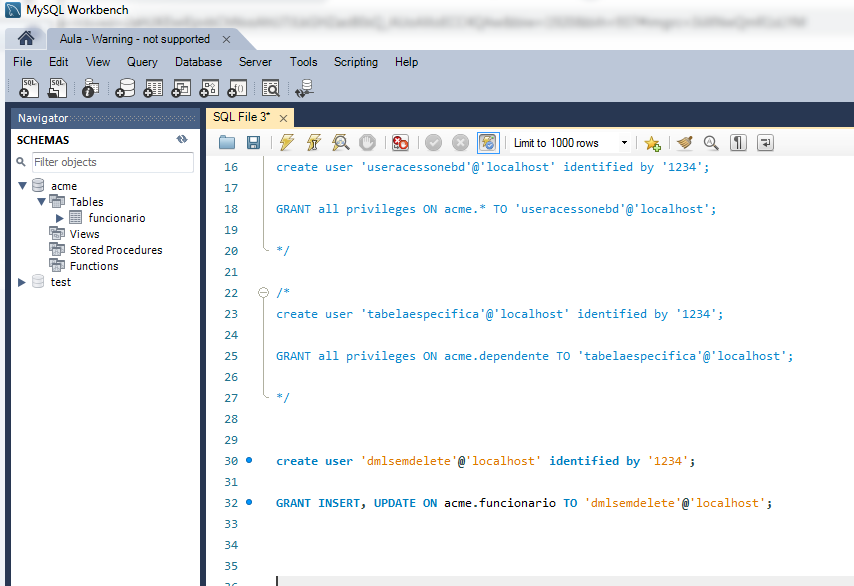 MySQL Workbench
Aula - Warning - not supported
File Edit View Query Database Server Tools Scripting Help
Navigator
SCHEMAS
Filter objects
acme
Tables
funcionario
Views
Stored Procedures
Functions
test
SQL File 3*
Limit to 1000 rows
16 create user 'useracessonebd'@'localhost' identified by '1234';
17
18 GRANT all privileges ON acme.* TO 'useracessonebd'@'localhost';
19
20 */
21
22 /*
23 create user 'tabelaespecifica'@'localhost' identified by '1234';
24
25 GRANT all privileges ON acme.dependente TO 'tabelaespecifica'@'localhost';
26
27 */
28
29
30 create user 'dmlsemdelete'@'localhost' identified by '1234';
31
32 GRANT INSERT, UPDATE ON acme.funcionario TO 'dmlsemdelete'@'localhost';
33
34
35
36